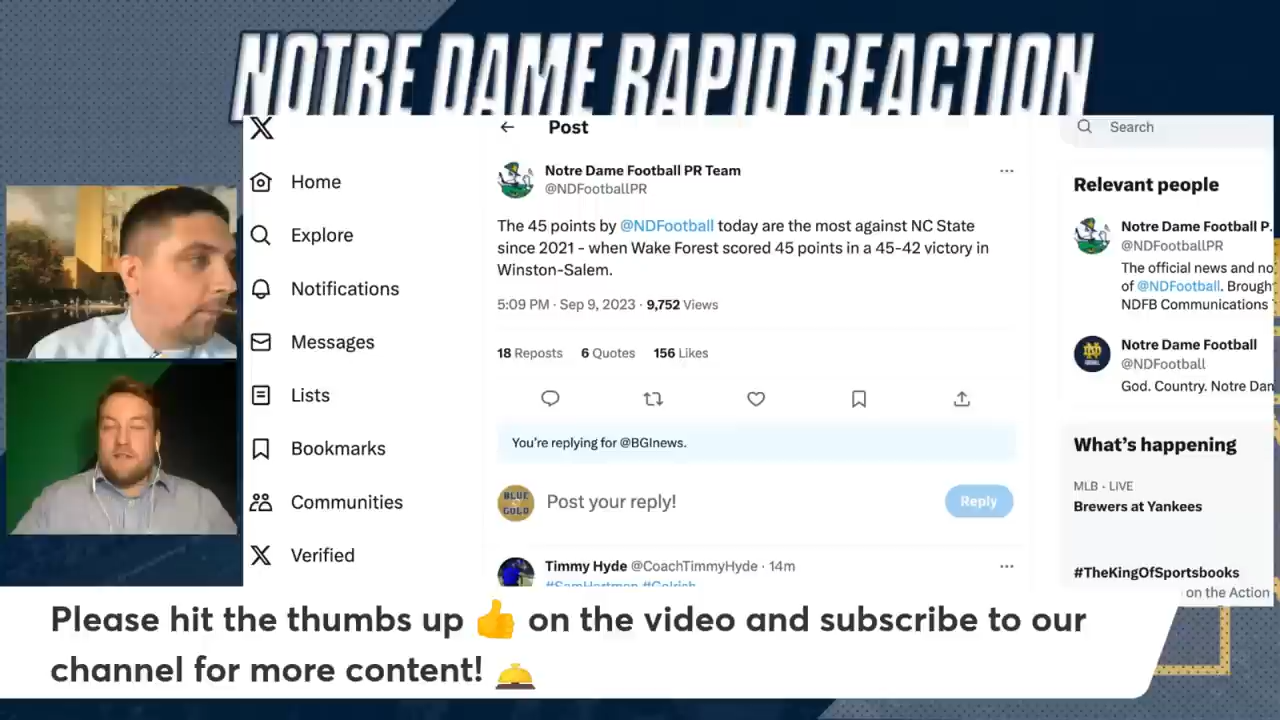 NOTRE DAME RAPID REACTION
Post
Search
Home
Explore
Notifications
Messages
Lists
Bookmarks
Communities
Verified
Notre Dame Football PR Team
@NDFootballPR
The 45 points by @NDFootball today are the most against NC State
since 2021 - when Wake Forest scored 45 points in a 45-42 victory in
Winston-Salem.
5:09 PM · Sep 9, 2023 · 9,752 Views
18 Reposts 6 Quotes 156 Likes
You're replying for @BGInews.
BLUE
GOLD
Post your reply!
Reply
Timmy Hyde @CoachTimmyHyde · 14m
#SamHartman #GoIrish
Relevant people
Notre Dame Football P.
@NDFootballPR
The official news and no
of @NDFootball. Brough
NDFB Communications
Notre Dame Football
@NDFootball
God. Country. Notre Dan
What's happening
MLB · LIVE
Brewers at Yankees
#TheKingOfSportsbooks
on the Action
Please hit the thumbs up 👍 on the video and subscribe to our
channel for more content! 🛎️